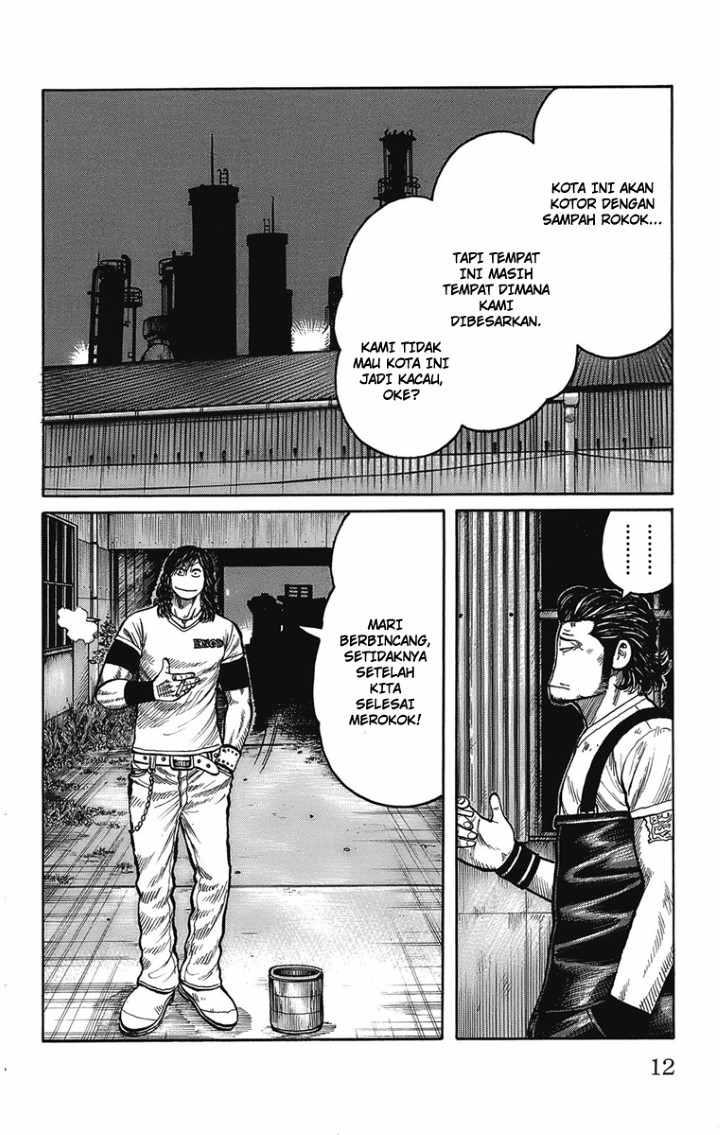 KOTA INI AKAN
KOTOR DENGAN
SAMPAH ROKOK...
TAPI TEMPAT
INI MASIH
TEMPAT DIMANA
KAMI
DIBESARKAN.
KAMI TIDAK
MAU KOTA INI
JADI KACAU,
OKE?
.......
.......
MARI
BERBINCANG,
SETIDAKNYA
SETELAH
KITA
SELESAI
MEROKOK!
12